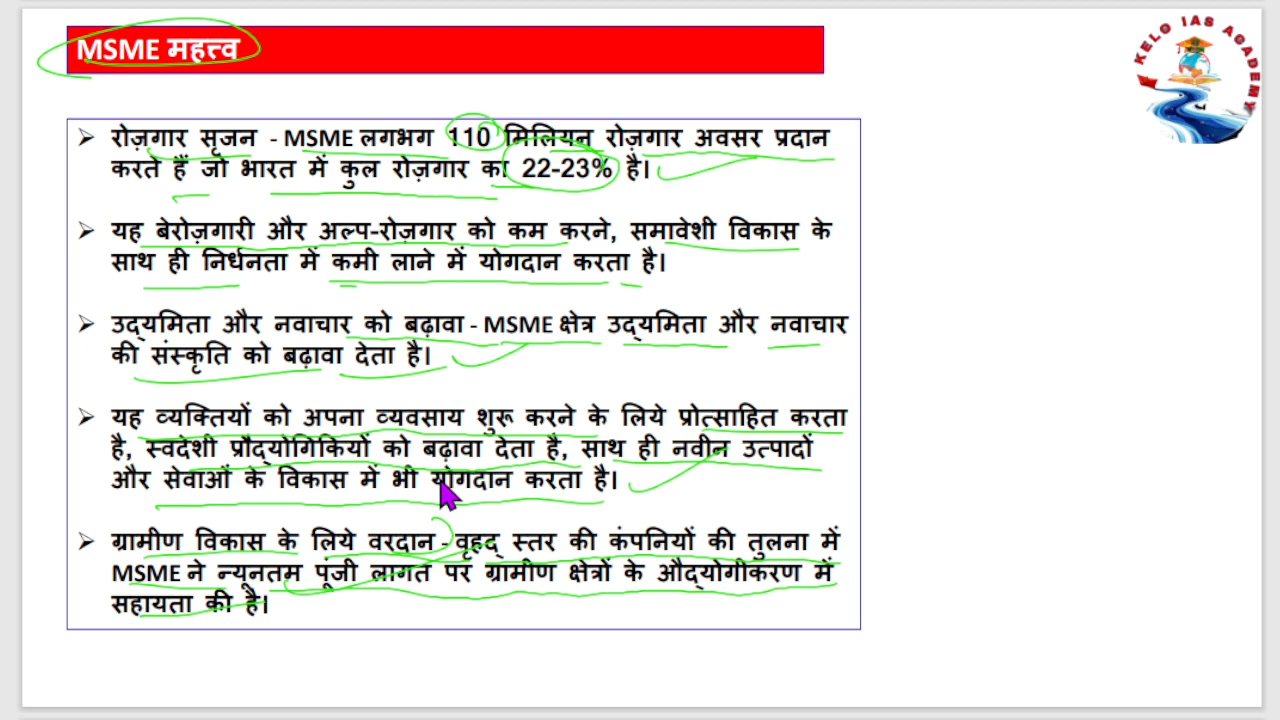 MSME महत्त्व
KELO IAS ACADEMY
➢ रोज़गार सृजन - MSME लगभग 110 मिलियन रोज़गार अवसर प्रदान
करते हैं जो भारत में कुल रोज़गार का 22-23% है।
➢ यह बेरोज़गारी और अल्प-रोज़गार को कम करने, समावेशी विकास के
साथ ही निर्धनता में कमी लाने में योगदान करता है।
➢ उद्यमिता और नवाचार को बढ़ावा - MSME क्षेत्र उद्यमिता और नवाचार
की संस्कृति को बढ़ावा देता है।
➢ यह व्यक्तियों को अपना व्यवसाय शुरू करने के लिये प्रोत्साहित करता
है, स्वदेशी प्रौद्योगिकियों को बढ़ावा देता है, साथ ही नवीन उत्पादों
और सेवाओं के विकास में भी योगदान करता है।
➢ ग्रामीण विकास के लिये वरदान - वृहद् स्तर की कंपनियों की तुलना में
MSME ने न्यूनतम पूंजी लागत पर ग्रामीण क्षेत्रों के औद्योगीकरण में
सहायता की है।